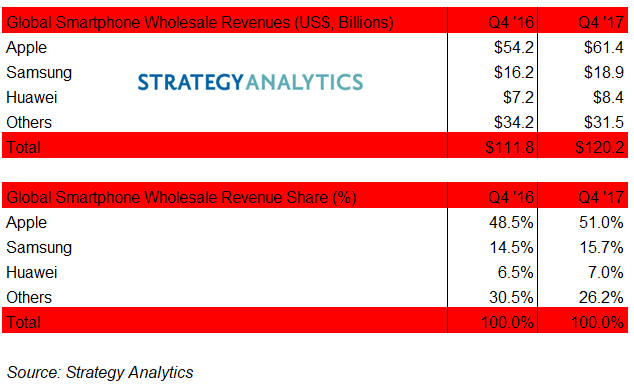 Global Smartphone Wholesale Revenues (US$, Billions) Q4 '16 Q4 '17
Apple $54.2 $61.4
Samsung $16.2 $18.9
STRATEGYANALYTICS
Huawei $7.2 $8.4
Others $34.2 $31.5
Total $111.8 $120.2
Global Smartphone Wholesale Revenue Share (%) Q4 '16 Q4 '17
Apple 48.5% 51.0%
Samsung 14.5% 15.7%
Huawei 6.5% 7.0%
Others 30.5% 26.2%
Total 100.0% 100.0%
Source: Strategy Analytics